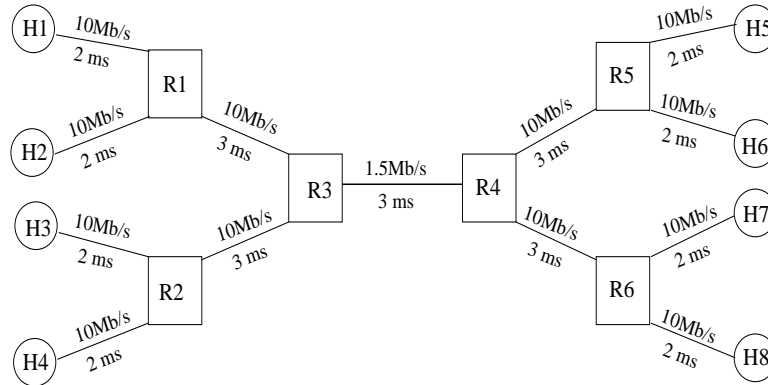 H1
10Mb/s
2 ms
R1
10Mb/s
2 ms
H2
10Mb/s
3 ms
H3
10Mb/s
2 ms
R2
10Mb/s
3 ms
10Mb/s
2 ms
H4
R3
1.5Mb/s
3 ms
R4
10Mb/s
3 ms
R5
10Mb/s
2 ms
H5
10Mb/s
2 ms
H6
10Mb/s
3 ms
R6
10Mb/s
2 ms
H7
10Mb/s
2 ms
H8